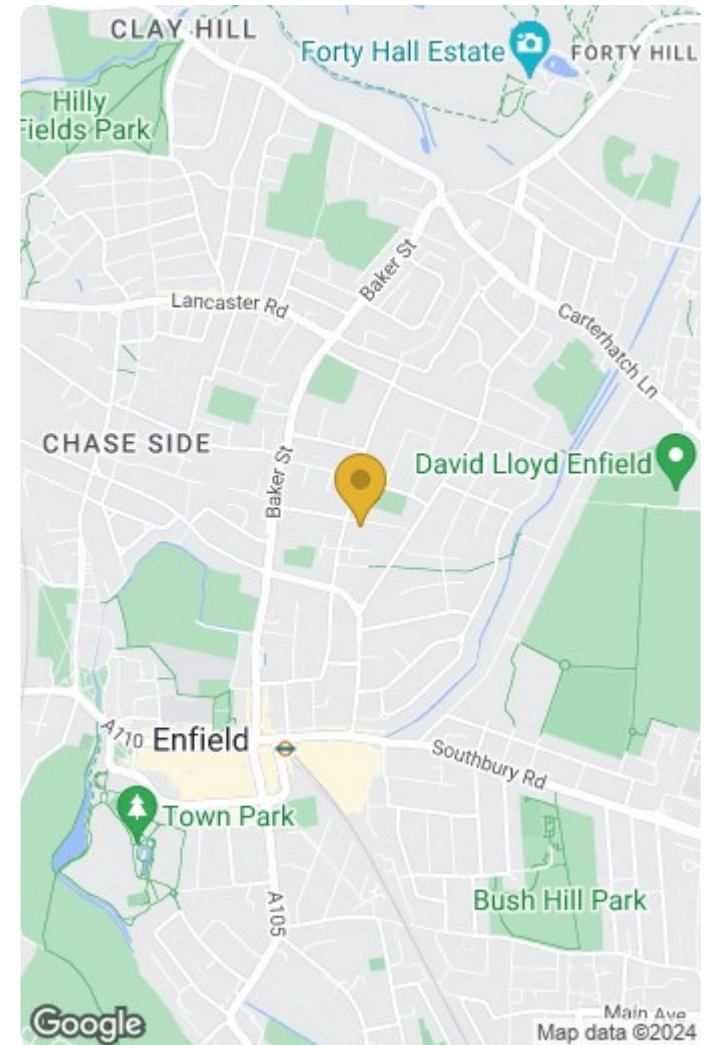 CLAY HILL
Forty Hall Estate
FORTY HILL
Hilly
Fields Park
Baker St
Lancaster Rd
Carterhatch Ln
CHASE SIDE
David Lloyd Enfield
Baker St
A710
Enfield
Southbury Rd
Town Park
A105
Bush Hill Park
Main Ave
Google
Map data ©2024